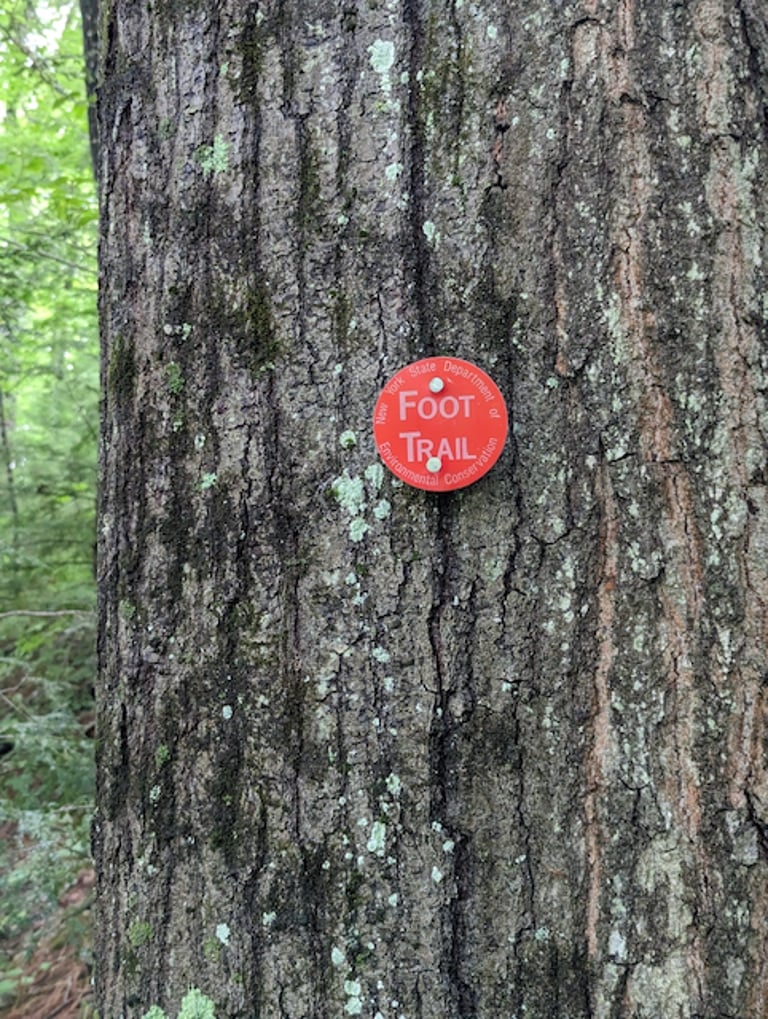 New York State Department of
FOOT
TRAIL
Environmental Conservation